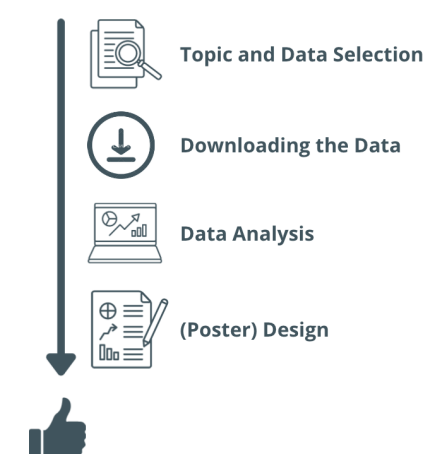 Topic and Data Selection
Downloading the Data
Data Analysis
(Poster) Design